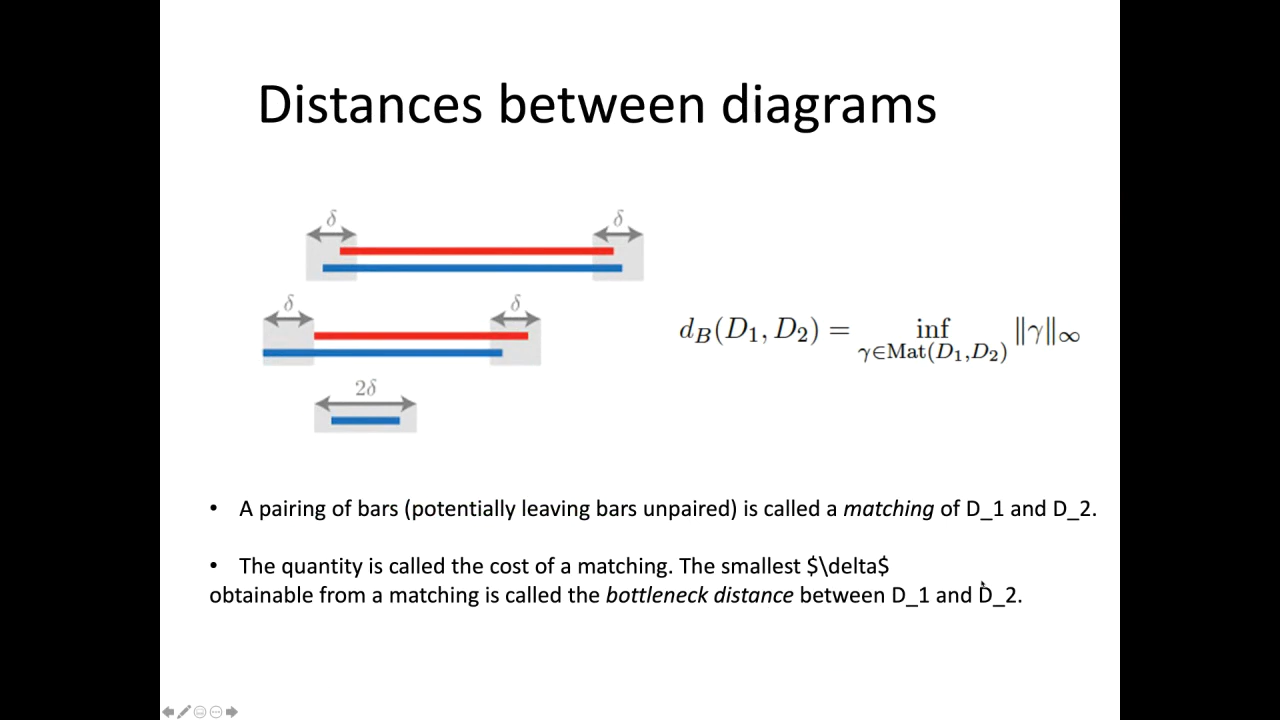 Distances between diagrams
δ δ
δ δ
2δ
d_B(D_1, D_2) = inf_{γ∈Mat(D_1,D_2)} ‖γ‖_∞
• A pairing of bars (potentially leaving bars unpaired) is called a matching of D_1 and D_2.
• The quantity is called the cost of a matching. The smallest $\delta$
obtainable from a matching is called the bottleneck distance between D_1 and D_2.